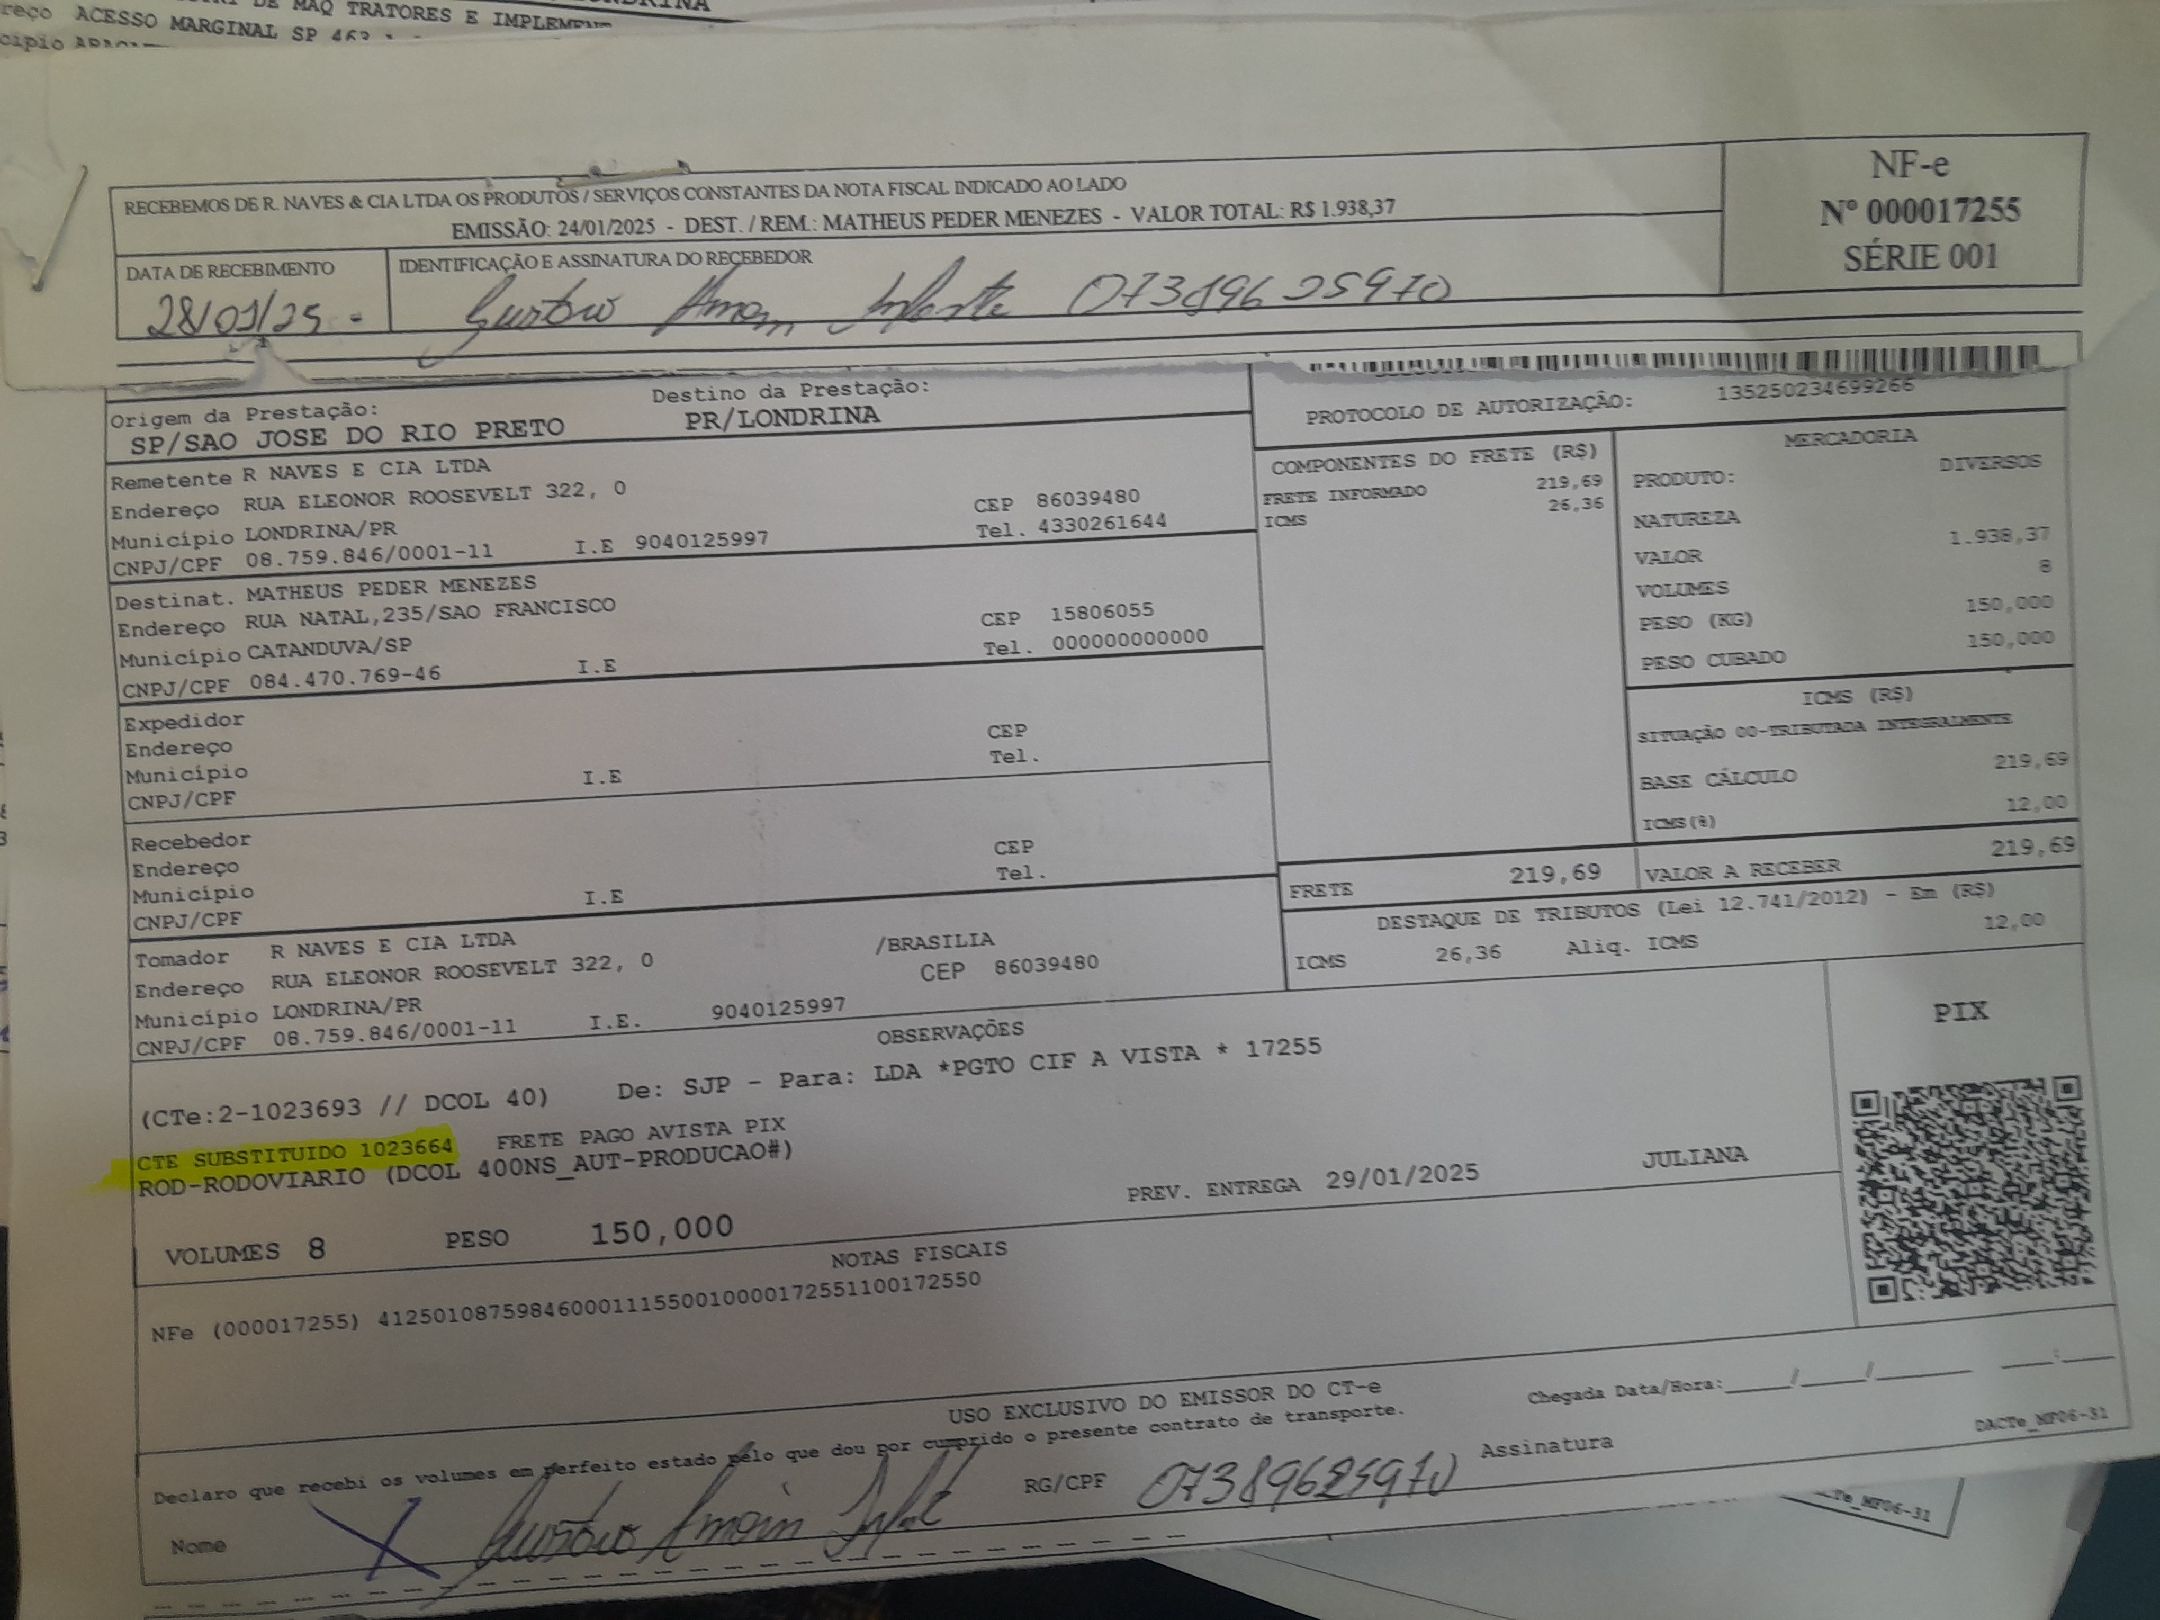 DE MAQ TRATORES E IMPLEMENT
reço ACESSO MARGINAL SP 463
RECEBEMOS DE R. NAVES & CIA LTDA OS PRODUTOS / SERVIÇOS CONSTANTES DA NOTA FISCAL INDICADO AO LADO
EMISSÃO: 24/01/2025 - DEST. / REM.: MATHEUS PEDER MENEZES - VALOR TOTAL: R$ 1.938,37
NF-e
Nº 000017255
SÉRIE 001
DATA DE RECEBIMENTO
28/01/25
IDENTIFICAÇÃO E ASSINATURA DO RECEBEDOR
Gustavo
Origem da Prestação:
SP/SAO JOSE DO RIO PRETO
Destino da Prestação:
PR/LONDRINA
PROTOCOLO DE AUTORIZAÇÃO: 135250234699266
Remetente R NAVES E CIA LTDA
Endereço RUA ELEONOR ROOSEVELT 322, 0
CEP 86039480
Município LONDRINA/PR
Tel. 4330261644
CNPJ/CPF 08.759.846/0001-11 I.E 9040125997
Destinat. MATHEUS PEDER MENEZES
Endereço RUA NATAL,235/SAO FRANCISCO
CEP 15806055
Município CATANDUVA/SP
Tel. 000000000000
CNPJ/CPF 084.470.769-46 I.E
Expedidor
Endereço CEP
Município Tel.
CNPJ/CPF I.E
Recebedor
Endereço CEP
Município Tel.
CNPJ/CPF I.E
Tomador R NAVES E CIA LTDA /BRASILIA
Endereço RUA ELEONOR ROOSEVELT 322, 0 CEP 86039480
Município LONDRINA/PR
CNPJ/CPF 08.759.846/0001-11 I.E. 9040125997
COMPONENTES DO FRETE (R$)
FRETE INFORMADO 219,69
ICMS 26,36
MERCADORIA
PRODUTO: DIVERSOS
NATUREZA
VALOR 1.938,37
VOLUMES 8
PESO (KG) 150,000
PESO CUBADO 150,000
ICMS (R$)
SITUAÇÃO 00-TRIBUTADA INTEGRALMENTE
BASE CÁLCULO 219,69
ICMS(%) 12,00
FRETE 219,69
VALOR A RECEBER 219,69
DESTAQUE DE TRIBUTOS (Lei 12.741/2012) - Em (R$)
ICMS 26,36 Aliq. ICMS 12,00
OBSERVAÇÕES
(CTe:2-1023693 // DCOL 40) De: SJP - Para: LDA *PGTO CIF A VISTA * 17255
CTE SUBSTITUIDO 1023664 FRETE PAGO AVISTA PIX
ROD-RODOVIARIO (DCOL 400NS_AUT-PRODUCAO#)
PREV. ENTREGA 29/01/2025
JULIANA
PIX
VOLUMES 8 PESO 150,000
NOTAS FISCAIS
NFe (000017255) 41250108759846000111550010000172551100172550
USO EXCLUSIVO DO EMISSOR DO CT-e
Chegada Data/Hora:_____/_____/_______ ___:___
Declaro que recebi os volumes em perfeito estado pelo que dou por cumprido o presente contrato de transporte.
DACTe_MF06-31
Nome X Gustavo
RG/CPF
Assinatura
CTe_MF06-31